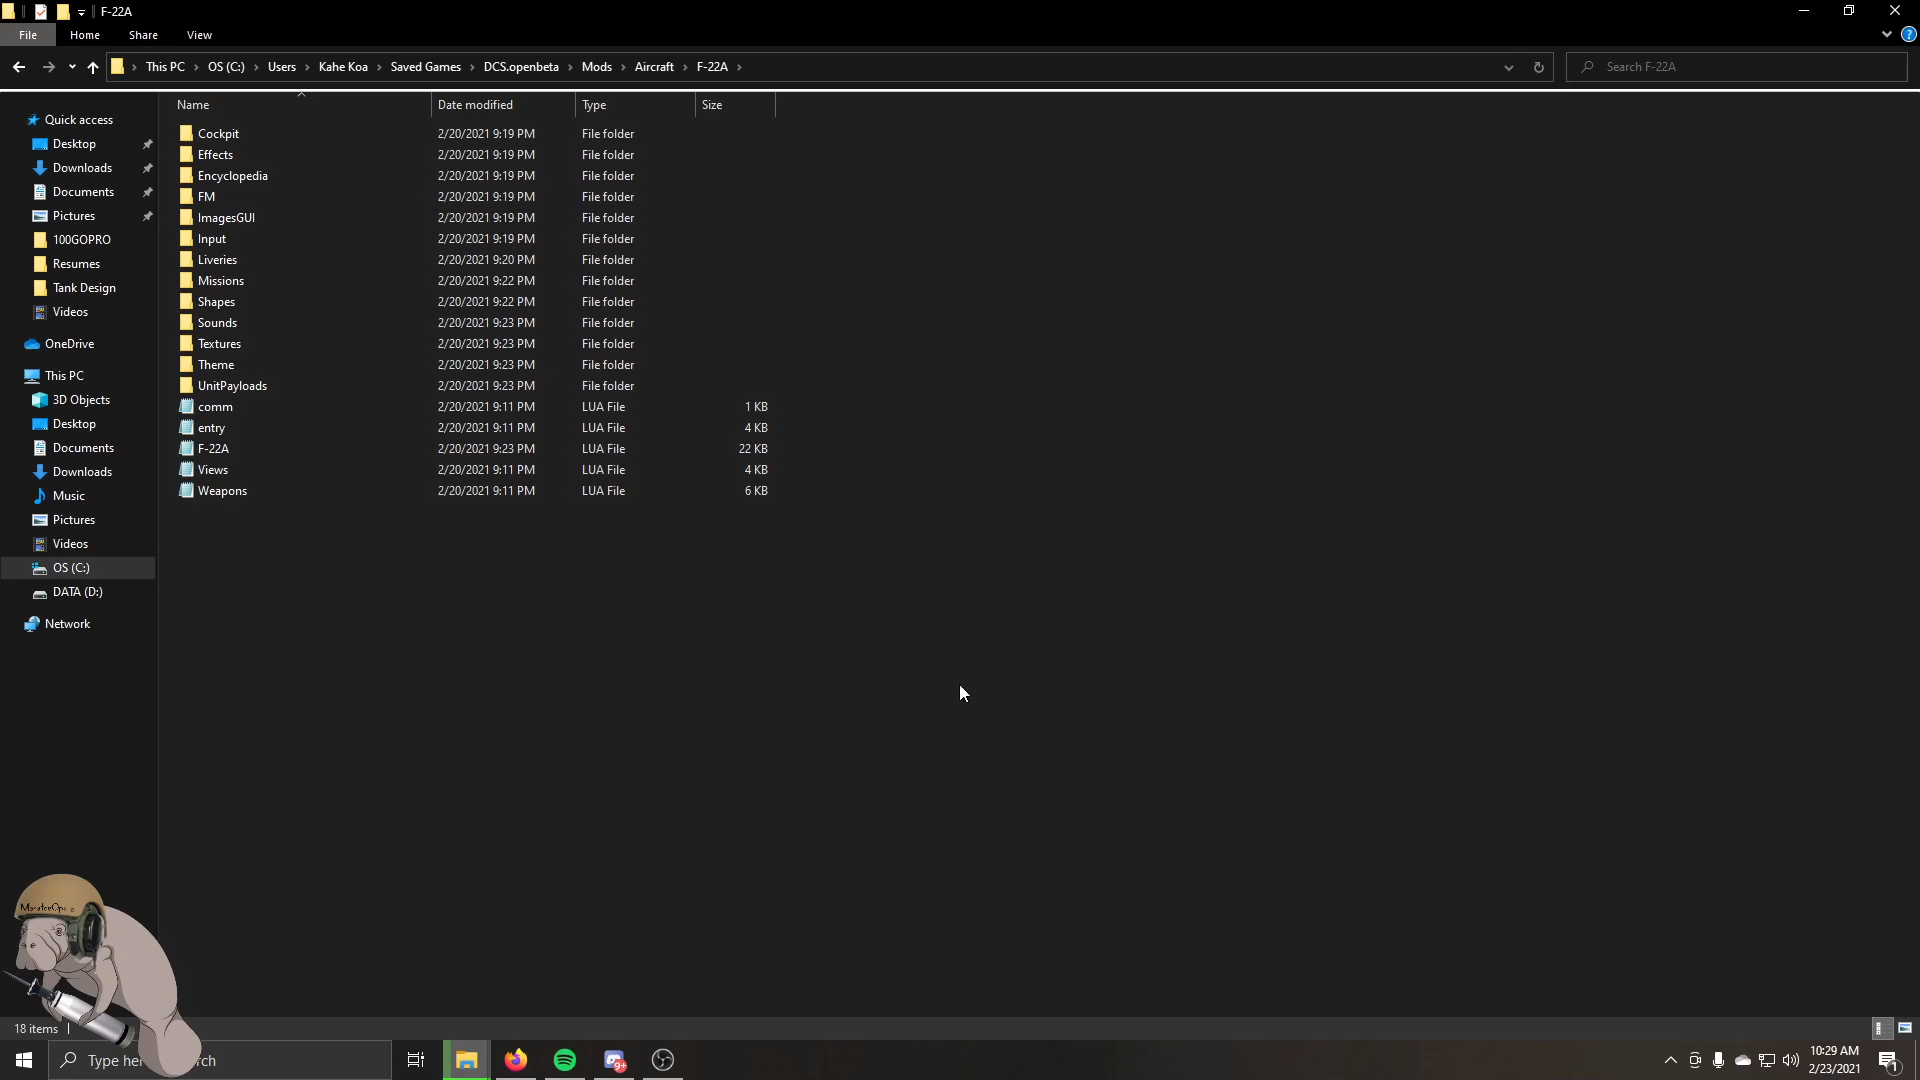 F-22A
File Home Share View
This PC OS (C:) Users Kahe Koa Saved Games DCS.openbeta Mods Aircraft F-22A
Search F-22A
Name Date modified Type Size
Quick access
Desktop
Downloads
Documents
Pictures
100GOPRO
Resumes
Tank Design
Videos
OneDrive
This PC
3D Objects
Desktop
Documents
Downloads
Music
Pictures
Videos
OS (C:)
DATA (D:)
Network
Cockpit 2/20/2021 9:19 PM File folder
Effects 2/20/2021 9:19 PM File folder
Encyclopedia 2/20/2021 9:19 PM File folder
FM 2/20/2021 9:19 PM File folder
ImagesGUI 2/20/2021 9:19 PM File folder
Input 2/20/2021 9:19 PM File folder
Liveries 2/20/2021 9:20 PM File folder
Missions 2/20/2021 9:22 PM File folder
Shapes 2/20/2021 9:22 PM File folder
Sounds 2/20/2021 9:23 PM File folder
Textures 2/20/2021 9:23 PM File folder
Theme 2/20/2021 9:23 PM File folder
UnitPayloads 2/20/2021 9:23 PM File folder
comm 2/20/2021 9:11 PM LUA File 1 KB
entry 2/20/2021 9:11 PM LUA File 4 KB
F-22A 2/20/2021 9:23 PM LUA File 22 KB
Views 2/20/2021 9:11 PM LUA File 4 KB
Weapons 2/20/2021 9:11 PM LUA File 6 KB
ManateeOps
18 items
Type he rch
9+
10:29 AM
2/23/2021
1